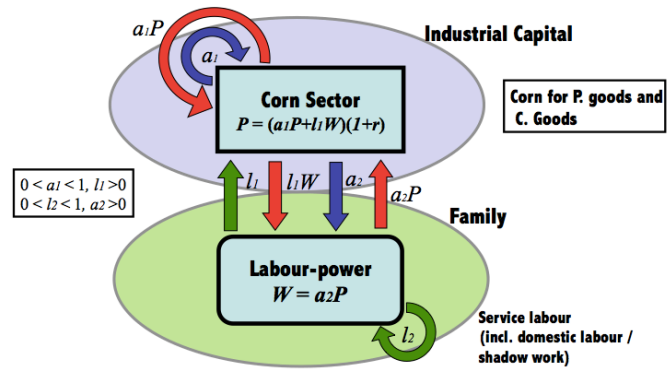 a₁P
Industrial Capital
a₁
Corn Sector
P = (a₁P+l₁W)(1+r)
Corn for P. goods and
C. Goods
0 < a₁ < 1, l₁ >0
0 < l₂ < 1, a₂ >0
l₁ l₁W a₂ a₂P
Family
Labour-power
W = a₂P
l₂
Service labour
(incl. domestic labour /
shadow work)